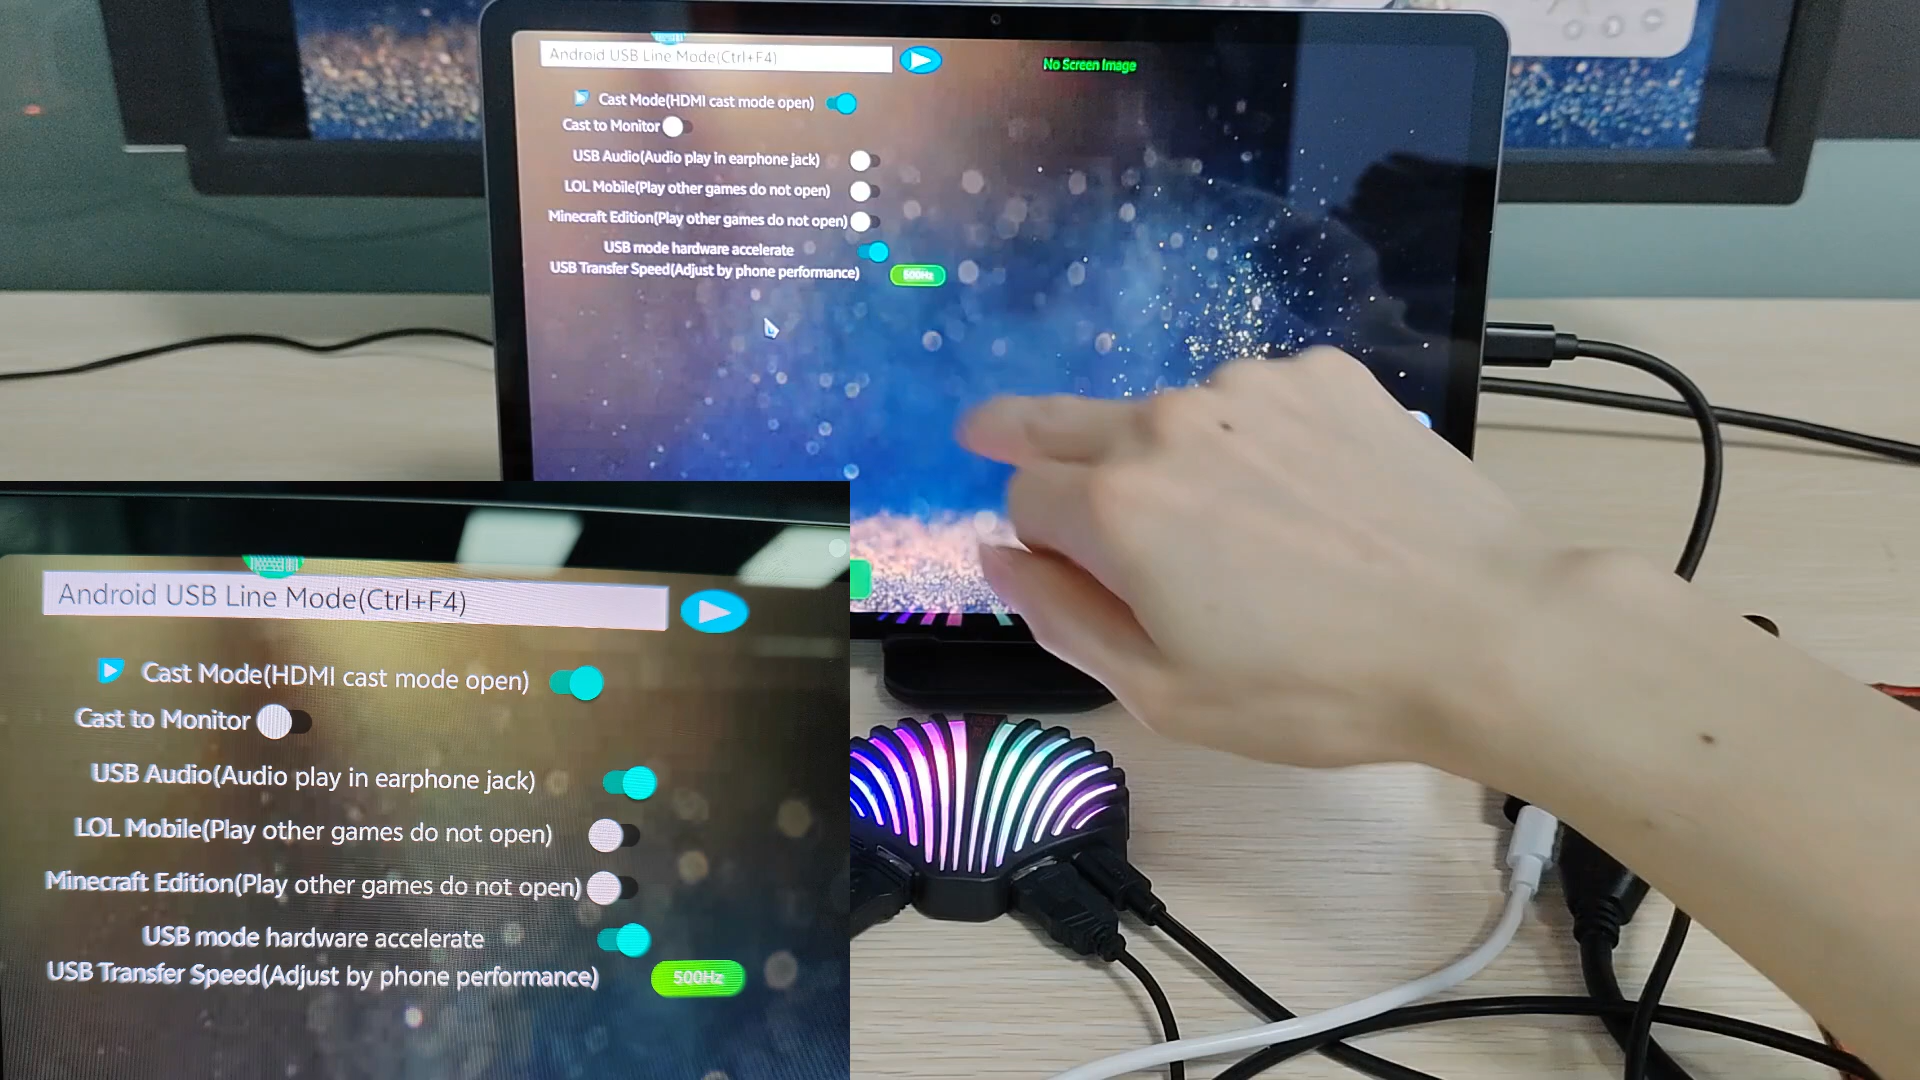 Android USB Line Mode(Ctrl+F4)
No Screen Image
Cast Mode(HDMI cast mode open)
Cast to Monitor
USB Audio(Audio play in earphone jack)
LOL Mobile(Play other games do not open)
Minecraft Edition(Play other games do not open)
USB mode hardware accelerate
USB Transfer Speed(Adjust by phone performance)
500Hz
Android USB Line Mode(Ctrl+F4)
Cast Mode(HDMI cast mode open)
Cast to Monitor
USB Audio(Audio play in earphone jack)
LOL Mobile(Play other games do not open)
Minecraft Edition(Play other games do not open)
USB mode hardware accelerate
USB Transfer Speed(Adjust by phone performance)
500Hz